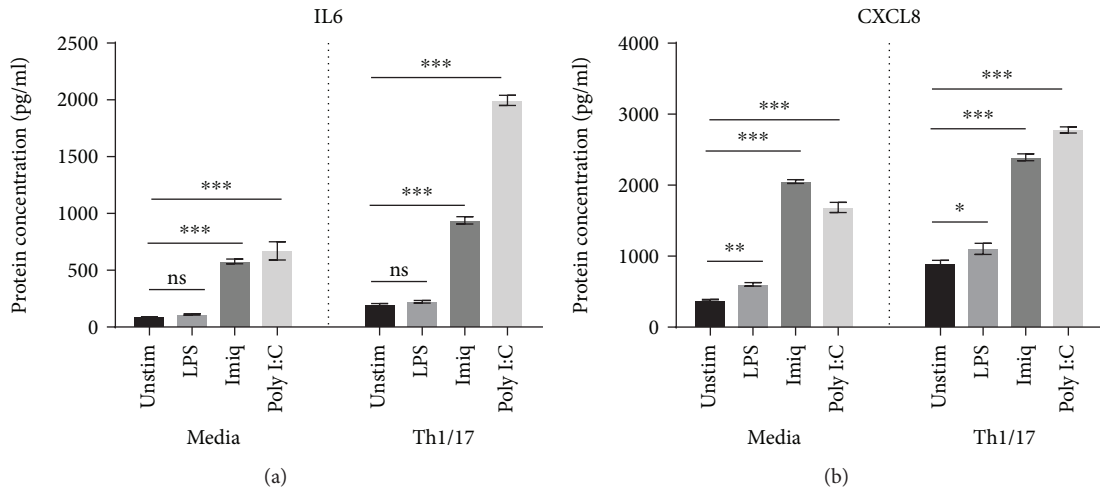 IL6
Protein concentration (pg/ml)
2500
2000
1500
1000
500
0
ns
***
***
ns
***
***
Unstim
LPS
Imiq
Poly I:C
Unstim
LPS
Imiq
Poly I:C
Media
Th1/17
(a)
CXCL8
Protein concentration (pg/ml)
4000
3000
2000
1000
0
**
***
***
*
***
***
Unstim
LPS
Imiq
Poly I:C
Unstim
LPS
Imiq
Poly I:C
Media
Th1/17
(b)